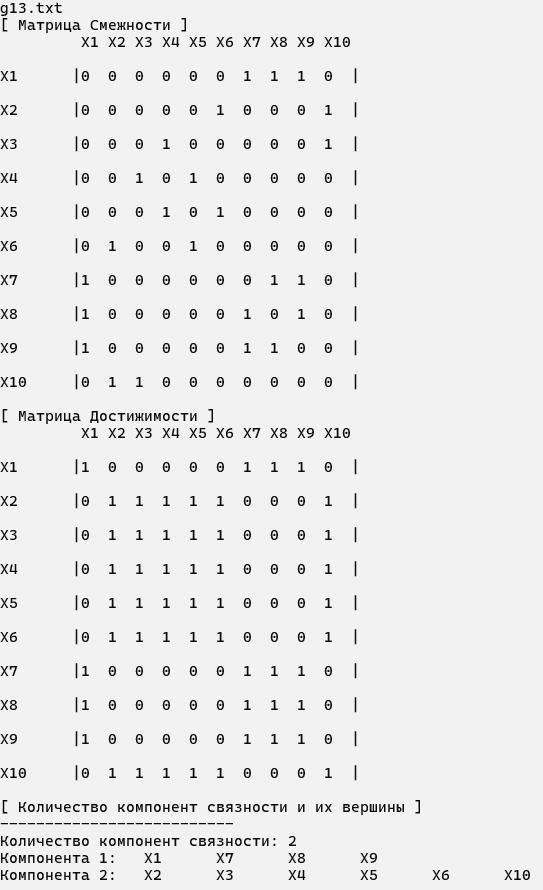 g13.txt
[ Матрица Смежности ]
X1 X2 X3 X4 X5 X6 X7 X8 X9 X10
X1 |0 0 0 0 0 0 1 1 1 0 |
X2 |0 0 0 0 0 1 0 0 0 1 |
X3 |0 0 0 1 0 0 0 0 0 1 |
X4 |0 0 1 0 1 0 0 0 0 0 |
X5 |0 0 0 1 0 1 0 0 0 0 |
X6 |0 1 0 0 1 0 0 0 0 0 |
X7 |1 0 0 0 0 0 0 1 1 0 |
X8 |1 0 0 0 0 0 1 0 1 0 |
X9 |1 0 0 0 0 0 1 1 0 0 |
X10 |0 1 1 0 0 0 0 0 0 0 |
[ Матрица Достижимости ]
X1 X2 X3 X4 X5 X6 X7 X8 X9 X10
X1 |1 0 0 0 0 0 1 1 1 0 |
X2 |0 1 1 1 1 1 0 0 0 1 |
X3 |0 1 1 1 1 1 0 0 0 1 |
X4 |0 1 1 1 1 1 0 0 0 1 |
X5 |0 1 1 1 1 1 0 0 0 1 |
X6 |0 1 1 1 1 1 0 0 0 1 |
X7 |1 0 0 0 0 0 1 1 1 0 |
X8 |1 0 0 0 0 0 1 1 1 0 |
X9 |1 0 0 0 0 0 1 1 1 0 |
X10 |0 1 1 1 1 1 0 0 0 1 |
[ Количество компонент связности и их вершины ]
--------------------------
Количество компонент связности: 2
Компонента 1: X1 X7 X8 X9
Компонента 2: X2 X3 X4 X5 X6 X10